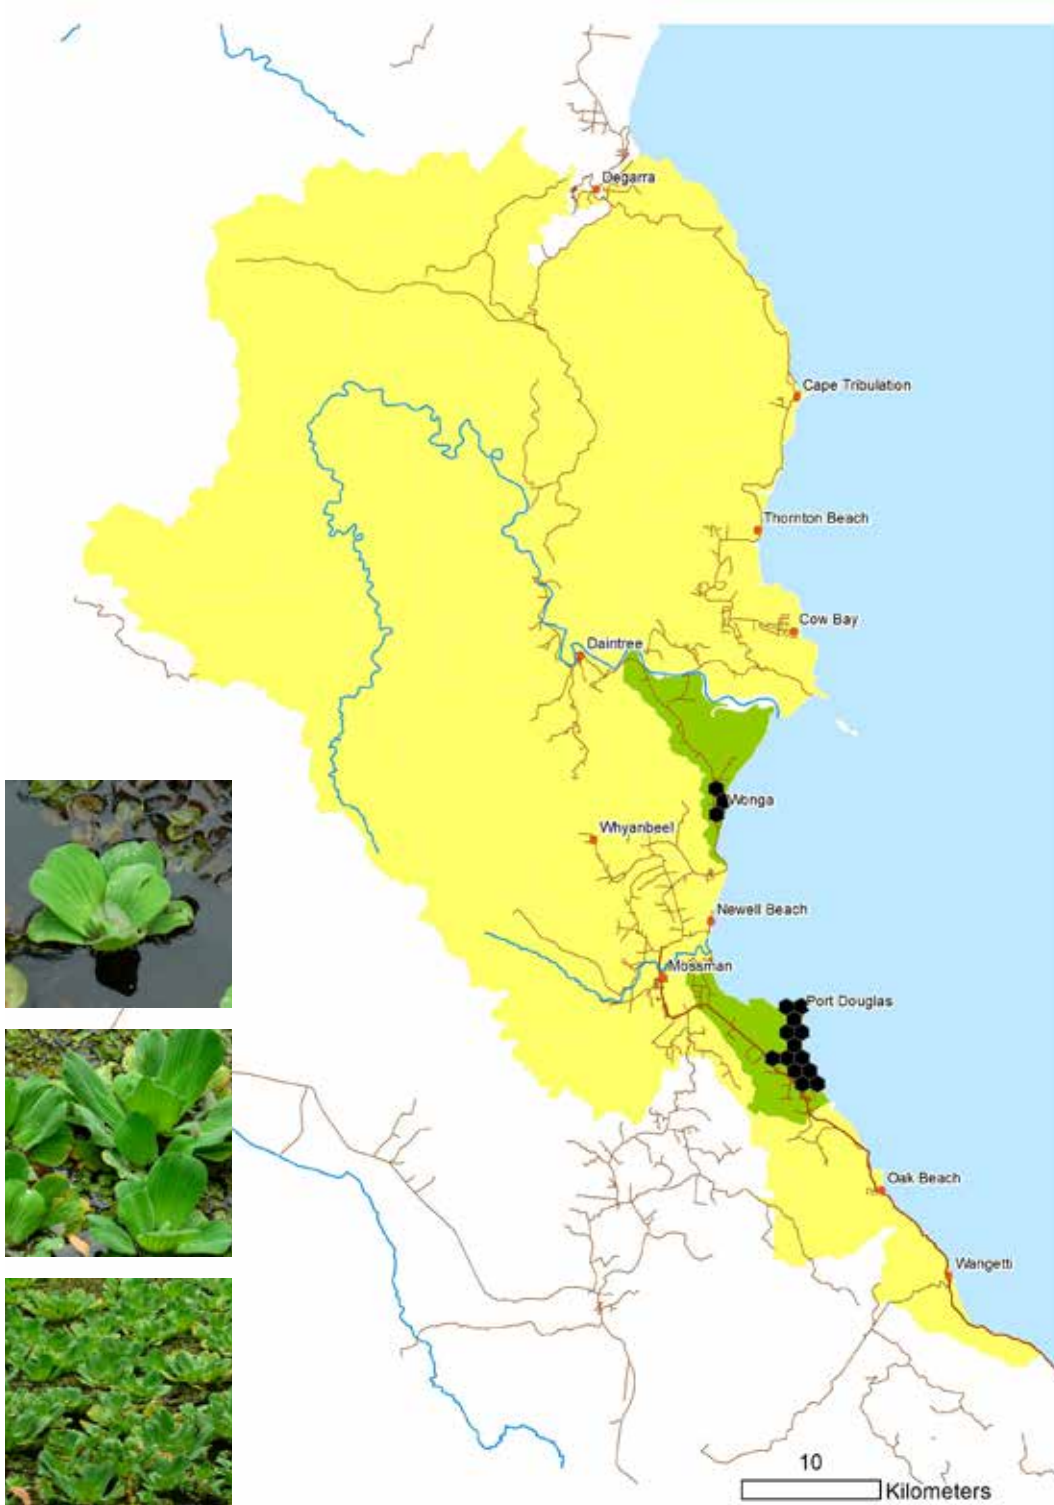 Degarra
Cape Tribulation
Thornton Beach
Cow Bay
Daintree
Wonga
Whyanbeel
Newell Beach
Mossman
Port Douglas
Oak Beach
Wangetti
10
Kilometers